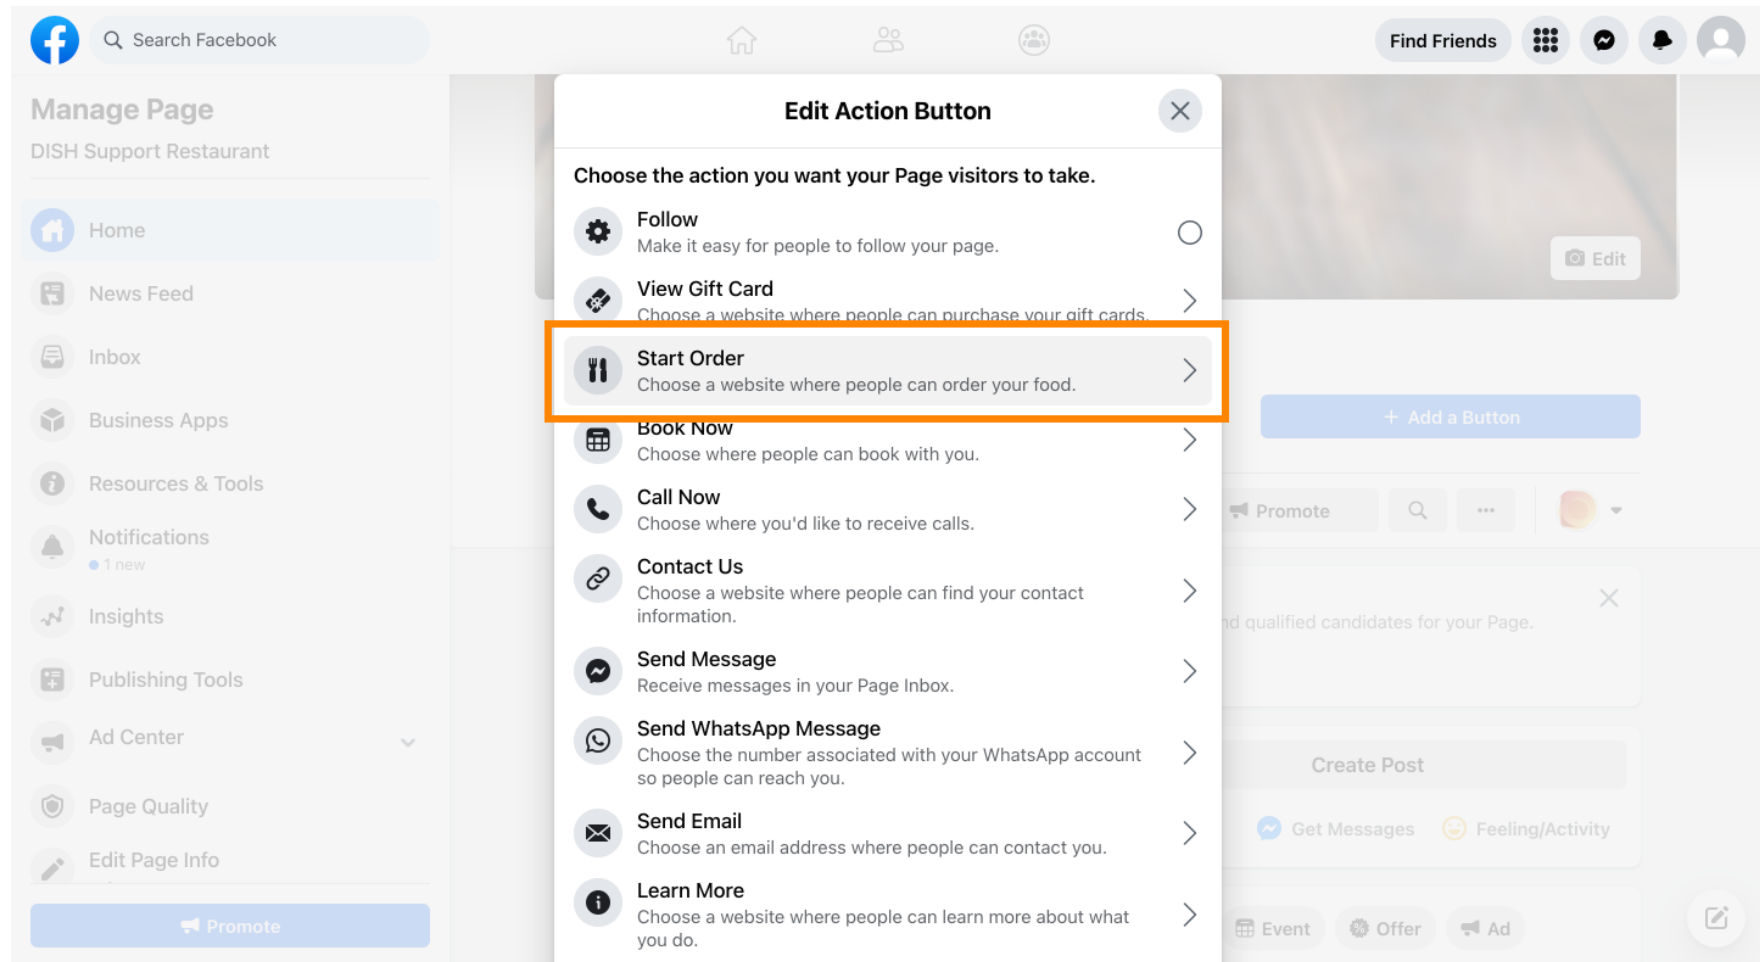 Search Facebook
Find Friends
Manage Page
DISH Support Restaurant
Home
News Feed
Inbox
Business Apps
Resources & Tools
Notifications
1 new
Insights
Publishing Tools
Ad Center
Page Quality
Edit Page Info
Promote
Edit Action Button
Choose the action you want your Page visitors to take.
Follow
Make it easy for people to follow your page.
View Gift Card
Choose a website where people can purchase your gift cards.
Start Order
Choose a website where people can order your food.
Book Now
Choose where people can book with you.
Call Now
Choose where you'd like to receive calls.
Contact Us
Choose a website where people can find your contact
information.
Send Message
Receive messages in your Page Inbox.
Send WhatsApp Message
Choose the number associated with your WhatsApp account
so people can reach you.
Send Email
Choose an email address where people can contact you.
Learn More
Choose a website where people can learn more about what
you do.
Edit
+ Add a Button
Promote
qualified candidates for your Page.
Create Post
Get Messages
Feeling/Activity
Event
Offer
Ad